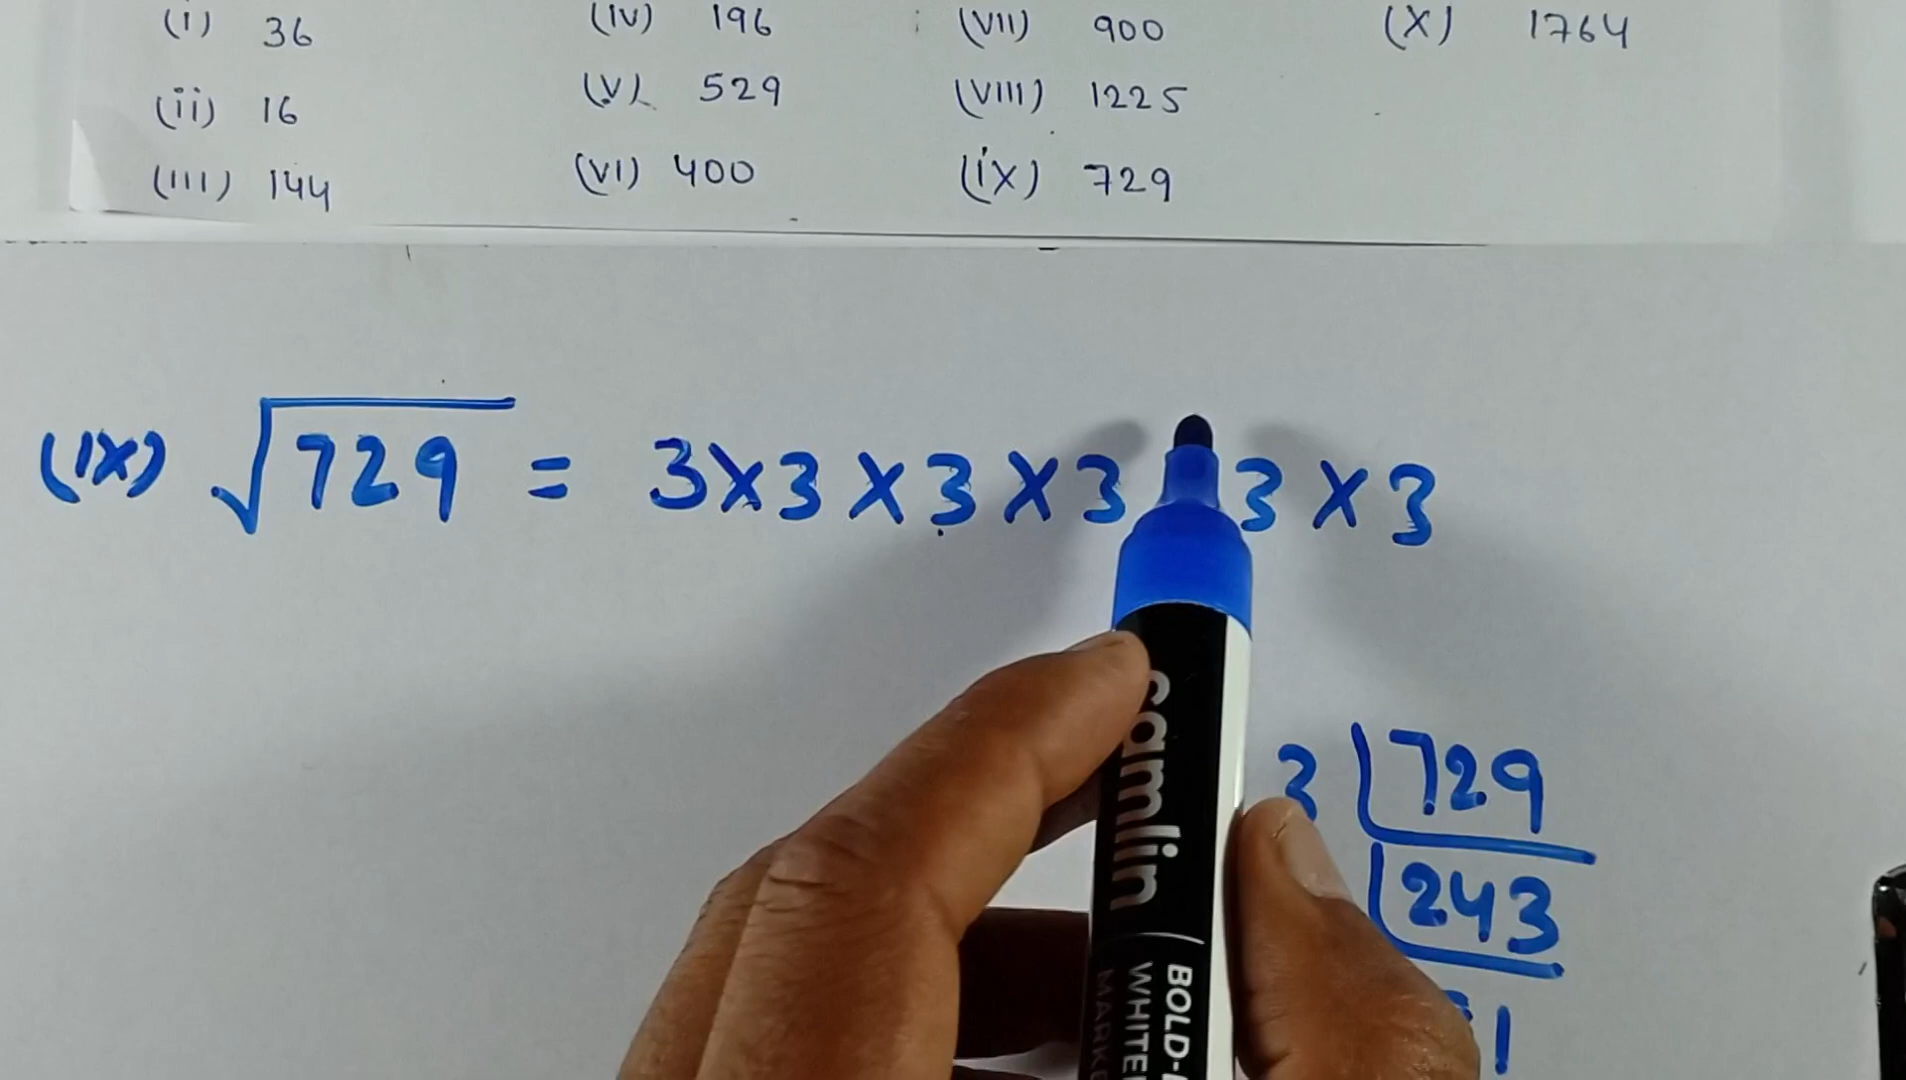 (i) 36 (iv) 196 (vii) 900 (x) 1764
(ii) 16 (v) 529 (viii) 1225
(iii) 144 (vi) 400 (ix) 729
(ix) √729 = 3×3×3×3 3×3
3 729
243
1
camlin
BOLD-